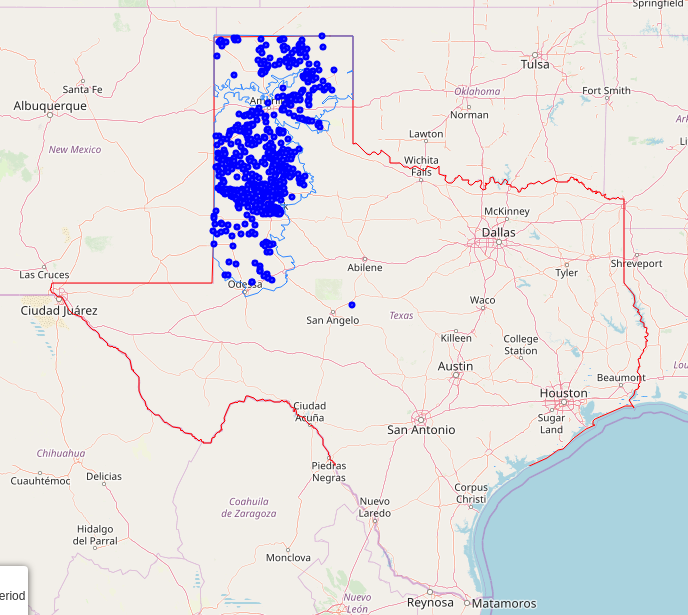 Springfield
Tulsa
Santa Fe
Fort Smith
Albuquerque
Oklahoma
Norman
Lawton
New Mexico
Wichita
Falls
McKinney
Dallas
Las Cruces
Abilene
Tyler
Shreveport
Odessa
Ciudad Juárez
Waco
San Angelo
Texas
Killeen
College
Station
Austin
Beaumont
Houston
Ciudad
Acuña
Sugar
Land
San Antonio
Chihuahua
Piedras
Negras
Cuauhtémoc
Delicias
Corpus
Christi
Coahuila
de Zaragoza
Nuevo
Laredo
Hidalgo
del Parral
Monclova
eriod
Nuevo
León
Reynosa
Matamoros